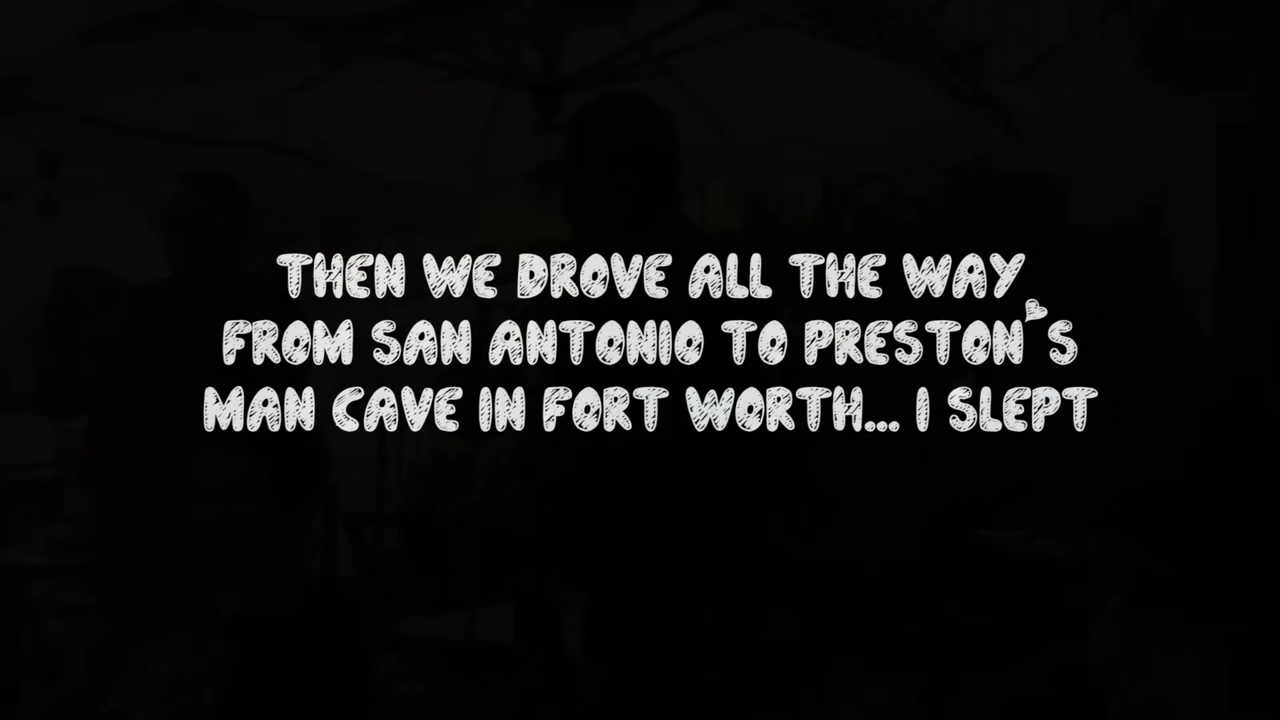 THEN WE DROVE ALL THE WAY
FROM SAN ANTONIO TO PRESTON'S
MAN CAVE IN FORT WORTH... I SLEPT